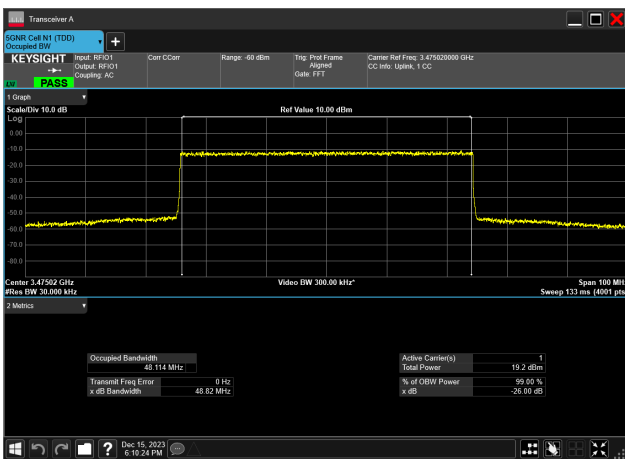 Transceiver A
5GNR Cell N1 (TDD)
Occupied BW
KEYSIGHT
PASS
Input: RFIO1
Output: RFIO1
Coupling: AC
Corr CCorr
Range: -60 dBm
Trig: Prot Frame
Aligned
Gate: FFT
Carrier Ref Freq: 3.475020000 GHz
CC Info: Uplink, 1 CC
1 Graph
Scale/Div 10.0 dB
Ref Value 10.00 dBm
Log
0.00
-10.0
-20.0
-30.0
-40.0
-50.0
-60.0
-70.0
-80.0
Center 3.47502 GHz
Video BW 300.00 kHz*
Span 100 MHz
#Res BW 30.000 kHz
Sweep 133 ms (4001 pts
2 Metrics
Occupied Bandwidth
48.114 MHz
Transmit Freq Error 0 Hz
x dB Bandwidth 48.82 MHz
Active Carrier(s) 1
Total Power 19.2 dBm
% of OBW Power 99.00 %
x dB -26.00 dB
?
Dec 15, 2023
6:10:24 PM